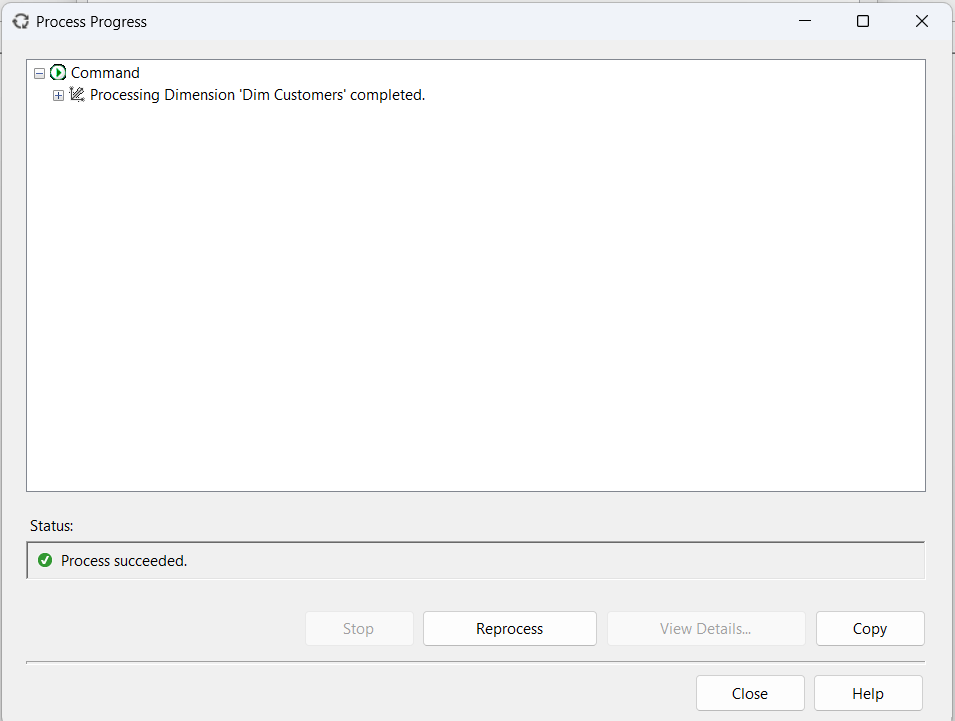 Process Progress
Command
Processing Dimension 'Dim Customers' completed.
Status:
Process succeeded.
Stop
Reprocess
View Details...
Copy
Close
Help